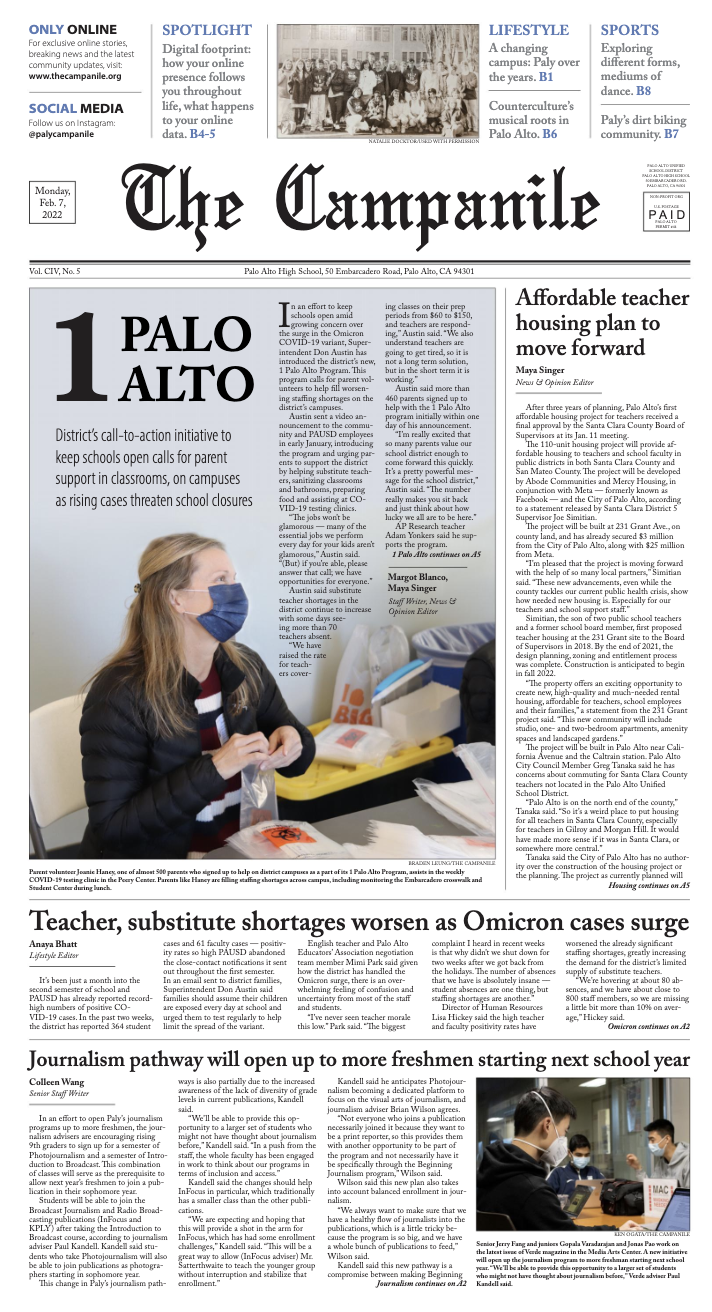 ONLY ONLINE
For exclusive online stories,
breaking news and the latest
community updates, visit:
www.thecampanile.org
SOCIAL MEDIA
Follow us on Instagram:
@palycampanile
SPOTLIGHT
Digital footprint:
how your online
presence follows
you throughout
life, what happens
to your online
data. B4-5
NATALIE DOCKTOR/USED WITH PERMISSION
LIFESTYLE
A changing
campus: Paly over
the years. B1
Counterculture's
musical roots in
Palo Alto. B6
SPORTS
Exploring
different forms,
mediums of
dance. B8
Paly's dirt biking
community. B7
Monday,
Feb. 7,
2022
The Campanile
PALO ALTO UNIFIED
SCHOOL DISTRICT
PALO ALTO HIGH SCHOOL
50 EMBARCADERO RD.
PALO ALTO, CA 94301
NON-PROFIT ORG
U.S. POSTAGE
PAID
PALO ALTO
Vol. CIV, No. 5
Palo Alto High School, 50 Embarcadero Road, Palo Alto, CA 94301
1 PALO
ALTO
District's call-to-action initiative to
keep schools open calls for parent
support in classrooms, on campuses
as rising cases threaten school closures
In an effort to keep
schools open amid
growing concern over
the surge in the Omicron
COVID-19 variant, Super-
intendent Don Austin has
introduced the district's new,
1 Palo Alto Program. This
program calls for parent vol-
unteers to help fill worsen-
ing staffing shortages on the
district's campuses.
Austin sent a video an-
nouncement to the commu-
nity and PAUSD employees
in early January, introducing
the program and urging par-
ents to support the district
by helping substitute teach-
ers, sanitizing classrooms
and bathrooms, preparing
food and assisting at CO-
VID-19 testing clinics.
"The jobs won't be
glamorous — many of the
essential jobs we perform
every day for your kids aren't
glamorous," Austin said.
"(But) if you're able, please
answer that call; we have
opportunities for everyone."
Austin said substitute
teacher shortages in the
district continue to increase
with some days see-
ing more than 70
teachers absent.
"We have
raised the rate
for teach-
ers cover-
ing classes on their prep
periods from $60 to $150,
and teachers are respond-
ing," Austin said. "We also
understand teachers are
going to get tired, so it is
not a long term solution,
but in the short term it is
working."
Austin said more than
460 parents signed up to
help with the 1 Palo Alto
program initially within one
day of his announcement.
"I'm really excited that
so many parents value our
school district enough to
come forward this quickly.
It's a pretty powerful mes-
sage for the school district,"
Austin said. "The number
really makes you sit back
and just think about how
lucky we all are to be here."
AP Research teacher
Adam Yonkers said he sup-
ports the program.
1 Palo Alto continues on A5
Margot Blanco,
Maya Singer
Staff Writer, News &
Opinion Editor
BRADEN LEUNG/THE CAMPANILE
Parent volunteer Jeanie Haney, one of almost 500 parents who signed up to help on district campuses as a part of its 1 Palo Alto Program, assists in the weekly
COVID-19 testing clinic in the Peery Center. Parents like Haney are filling staffing shortages across campus, including monitoring the Embarcadero crosswalk and
Student Center during lunch.
Affordable teacher
housing plan to
move forward
Maya Singer
News & Opinion Editor
After three years of planning, Palo Alto's first
affordable housing project for teachers received a
final approval by the Santa Clara County Board of
Supervisors at its Jan. 11 meeting.
The 110-unit housing project will provide af-
fordable housing to teachers and school faculty in
public districts in both Santa Clara County and
San Mateo County. The project will be developed
by Abode Communities and Mercy Housing, in
conjunction with Meta — formerly known as
Facebook — and the City of Palo Alto, according
to a statement released by Santa Clara District 5
Supervisor Joe Simitian.
The project will be built at 231 Grant Ave., on
county land, and has already secured $3 million
from the City of Palo Alto, along with $25 million
from Meta.
"I'm pleased that the project is moving forward
with the help of so many local partners," Simitian
said. "These new advancements, even while the
county tackles our current public health crisis, show
how needed new housing is. Especially for our
teachers and school support staff."
Simitian, the son of two public school teachers
and a former school board member, first proposed
teacher housing at the 231 Grant site to the Board
of Supervisors in 2018. By the end of 2021, the
design planning, zoning and entitlement process
was complete. Construction is anticipated to begin
in fall 2022.
"The property offers an exciting opportunity to
create new, high-quality and much-needed rental
housing, affordable for teachers, school employees
and their families," a statement from the 231 Grant
project said. "This new community will include
studio, one- and two-bedroom apartments, amenity
spaces and landscaped gardens."
The project will be built in Palo Alto near Cali-
fornia Avenue and the Caltrain station. Palo Alto
City Council Member Greg Tanaka said he has
concerns about commuting for Santa Clara County
teachers not located in the Palo Alto Unified
School District.
"Palo Alto is on the north end of the county,"
Tanaka said. "So it's a weird place to put housing
for all teachers in Santa Clara County, especially
for teachers in Gilroy and Morgan Hill. It would
have made more sense if it was in Santa Clara, or
somewhere more central."
Tanaka said the City of Palo Alto has no author-
ity over the construction of the housing project or
the planning. The project as currently planned will
Housing continues on A5
Teacher, substitute shortages worsen as Omicron cases surge
Anaya Bhatt
Lifestyle Editor
It's been just a month into the
second semester of school and
PAUSD has already reported record-
high numbers of positive CO-
VID-19 cases. In the past two weeks,
the district has reported 364 student
cases and 61 faculty cases — positiv-
ity rates so high PAUSD abandoned
the close-contact notifications it sent
out throughout the first semester.
In an email sent to district families,
Superintendent Don Austin said
families should assume their children
are exposed every day at school and
urged them to test regularly to help
limit the spread of the variant.
English teacher and Palo Alto
Educators' Association negotiation
team member Mimi Park said given
how the district has handled the
Omicron surge, there is an over-
whelming feeling of confusion and
uncertainty from most of the staff
and students.
"I've never seen teacher morale
this low." Park said. "The biggest
complaint I heard in recent weeks
is that why didn't we shut down for
two weeks after we got back from
the holidays. The number of absences
that we have is absolutely insane —
student absences are one thing, but
staffing shortages are another."
Director of Human Resources
Lisa Hickey said the high teacher
and faculty positivity rates have
worsened the already significant
staffing shortages, greatly increasing
the demand for the district's limited
supply of substitute teachers.
"We're hovering at about 80 ab-
sences, and we have about close to
800 staff members, so we are missing
a little bit more than 10% on aver-
age," Hickey said.
Omicron continues on A2
Journalism pathway will open up to more freshmen starting next school year
Colleen Wang
Senior Staff Writer
In an effort to open Paly's journalism
programs up to more freshmen, the jour-
nalism advisers are encouraging rising
9th graders to sign up for a semester of
Photojournalism and a semester of Intro-
duction to Broadcast. This combination
of classes will serve as the prerequisite to
allow next year's freshmen to join a pub-
lication in their sophomore year.
Students will be able to join the
Broadcast Journalism and Radio Broad-
casting publications (InFocus and
KPLY) after taking the Introduction to
Broadcast course, according to journalism
adviser Paul Kandell. Kandell said stu-
dents who take Photojournalism will also
be able to join publications as photogra-
phers starting in sophomore year.
This change in Paly's journalism path-
ways is also partially due to the increased
awareness of the lack of diversity of grade
levels in current publications, Kandell
said.
"We'll be able to provide this op-
portunity to a larger set of students who
might not have thought about journalism
before," Kandell said. "In a push from the
staff, the whole faculty has been engaged
in work to think about our programs in
terms of inclusion and access."
Kandell said the changes should help
InFocus in particular, which traditionally
has a smaller class than the other publi-
cations.
"We are expecting and hoping that
this will provide a shot in the arm for
InFocus, which has had some enrollment
challenges," Kandell said. "This will be a
great way to allow (InFocus adviser) Mr.
Satterthwaite to teach the younger group
without interruption and stabilize that
enrollment."
Kandell said he anticipates Photojour-
nalism becoming a dedicated platform to
focus on the visual arts of journalism, and
journalism adviser Brian Wilson agrees.
"Not everyone who joins a publication
necessarily joined it because they want to
be a print reporter, so this provides them
with another opportunity to be part of
the program and not necessarily have it
be specifically through the Beginning
Journalism program," Wilson said.
Wilson said this new plan also takes
into account balanced enrollment in jour-
nalism.
"We always want to make sure that we
have a healthy flow of journalists into the
publications, which is a little tricky be-
cause the program is so big, and we have
a whole bunch of publications to feed,"
Wilson said.
Kandell said this new pathway is a
compromise between making Beginning
Journalism continues on A2
MAC
KEN OGATA/THE CAMPANILE
Senior Jerry Fang and juniors Gopala Varadarajan and Jonas Pao work on
the latest issue of Verde magazine in the Media Arts Center. A new initiative
will open up the journalism program to more freshmen starting next school
year. "We'll be able to provide this opportunity to a larger set of students
who might not have thought about journalism before," Verde adviser Paul
Kandell said.